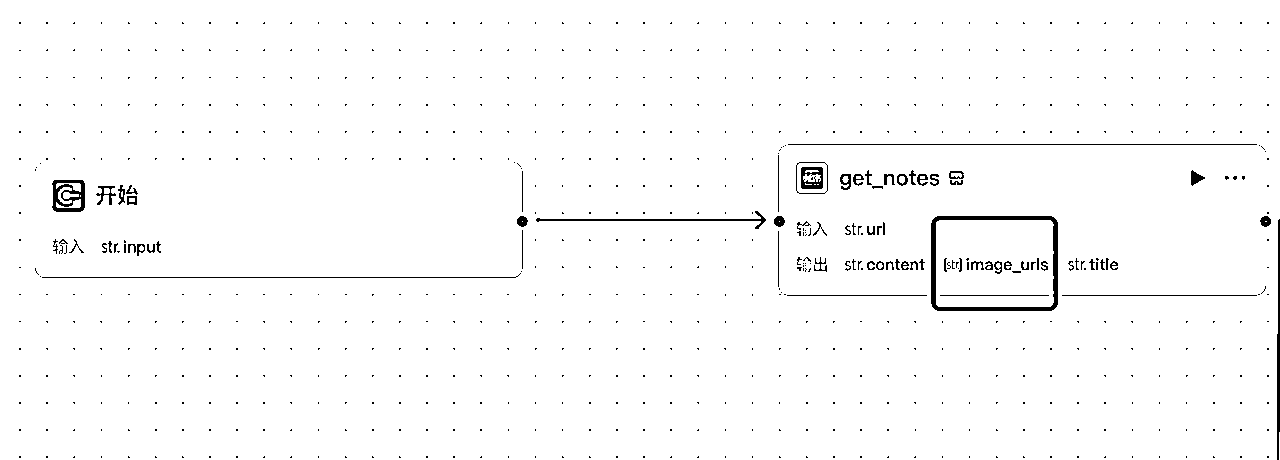 开始
输入 str.input
get_notes
输入 str.url
输出 str.content [str] image_urls str.title